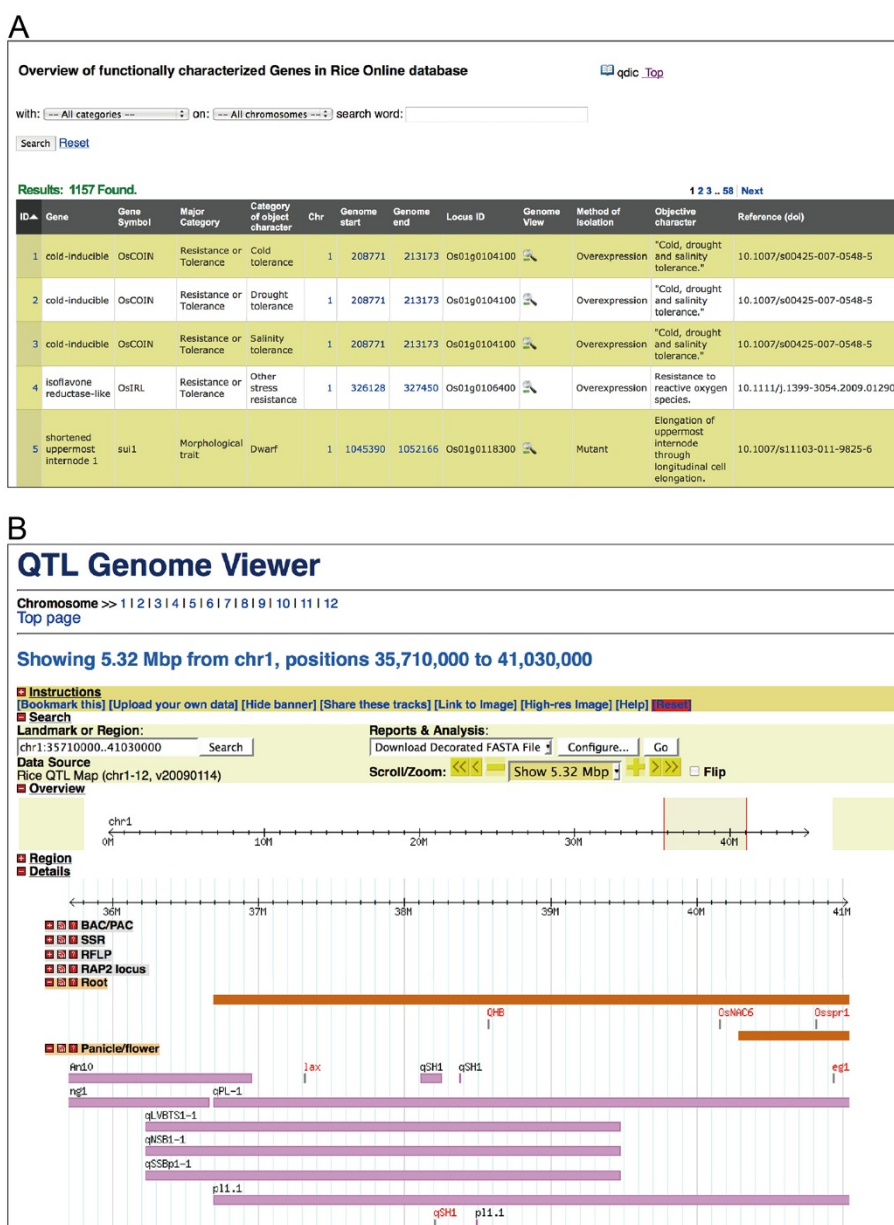 A
Overview of functionally characterized Genes in Rice Online database
qdic Top
with: -- All categories -- on: -- All chromosomes -- search word:
Search Reset
Results: 1157 Found.
1 2 3 .. 58 | Next
ID Gene Gene Symbol Major Category Category of object character Chr Genome start Genome end Locus ID Genome View Method of Isolation Objective character Reference (doi)
1 cold-inducible OsCOIN Resistance or Tolerance Cold tolerance 1 208771 213173 Os01g0104100 Overexpression "Cold, drought and salinity tolerance." 10.1007/s00425-007-0548-5
2 cold-inducible OsCOIN Resistance or Tolerance Drought tolerance 1 208771 213173 Os01g0104100 Overexpression "Cold, drought and salinity tolerance." 10.1007/s00425-007-0548-5
3 cold-inducible OsCOIN Resistance or Tolerance Salinity tolerance 1 208771 213173 Os01g0104100 Overexpression "Cold, drought and salinity tolerance." 10.1007/s00425-007-0548-5
4 isoflavone reductase-like OsIRL Resistance or Tolerance Other stress resistance 1 326128 327450 Os01g0106400 Overexpression Resistance to reactive oxygen species. 10.1111/j.1399-3054.2009.01290
5 shortened uppermost internode 1 sui1 Morphological trait Dwarf 1 1045390 1052166 Os01g0118300 Mutant Elongation of uppermost internode through longitudinal cell elongation. 10.1007/s11103-011-9825-6
B
QTL Genome Viewer
Chromosome >> 1 | 2 | 3 | 4 | 5 | 6 | 7 | 8 | 9 | 10 | 11 | 12
Top page
Showing 5.32 Mbp from chr1, positions 35,710,000 to 41,030,000
Instructions
[Bookmark this] [Upload your own data] [Hide banner] [Share these tracks] [Link to Image] [High-res Image] [Help] [Reset]
Search
Landmark or Region:
chr1:35710000..41030000 Search
Reports & Analysis:
Download Decorated FASTA File Configure... Go
Data Source
Rice QTL Map (chr1-12, v20090114)
Scroll/Zoom: Show 5.32 Mbp Flip
Overview
chr1
0M 10M 20M 30M 40M
Region
Details
36M 37M 38M 39M 40M 41M
BAC/PAC
SSR
RFLP
RAP2 locus
Root
QHB OsNAC6 Osspr1
Panicle/flower
An10 lax qSH1 qSH1 eg1
ng1 qPL-1
qLVBTS1-1
qNSB1-1
qSSBp1-1
pl1.1
qSH1 pl1.1